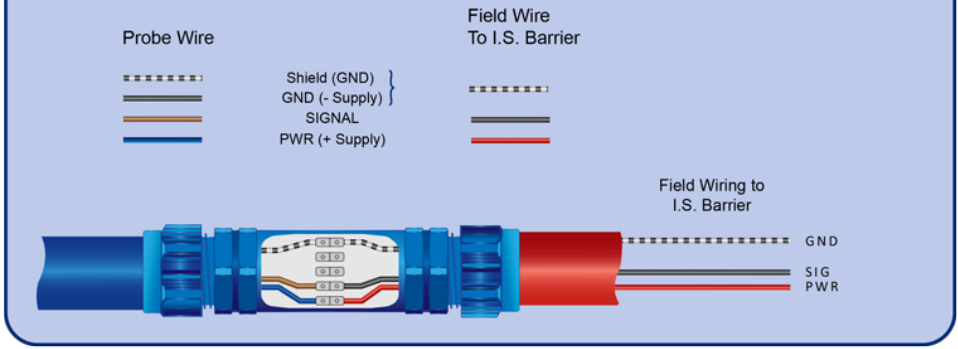 Probe Wire
Field Wire
To I.S. Barrier
Shield (GND)
GND (- Supply)
SIGNAL
PWR (+ Supply)
Field Wiring to
I.S. Barrier
GND
SIG
PWR